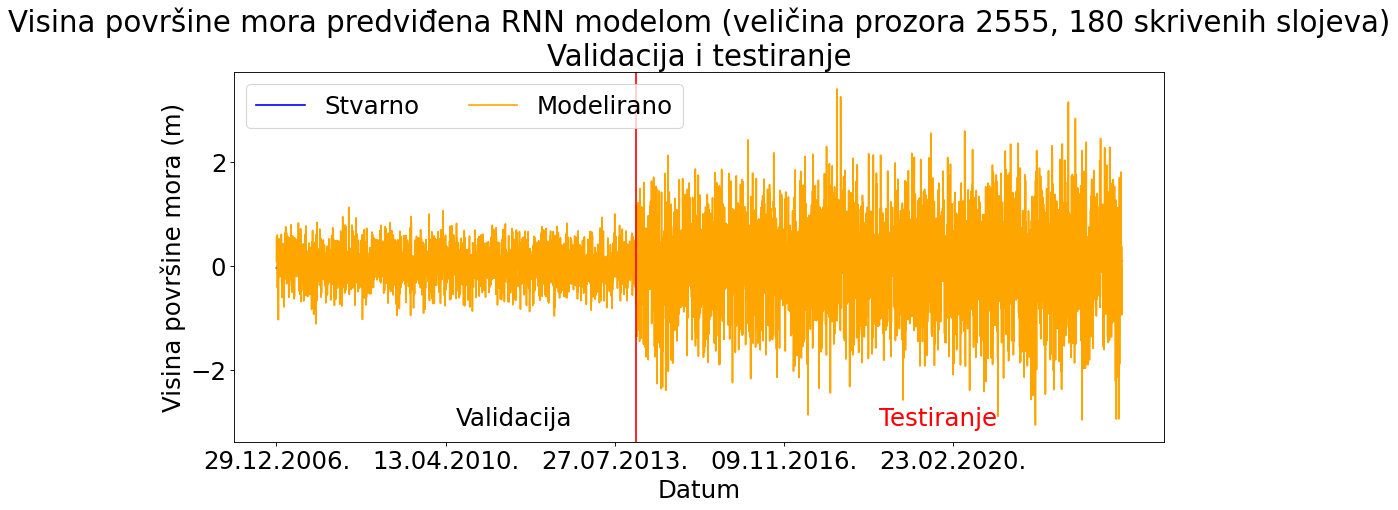 Visina površine mora predviđena RNN modelom (veličina prozora 2555, 180 skrivenih slojeva)
Validacija i testiranje
Stvarno
Modelirano
Visina površine mora (m)
2
0
−2
Validacija
Testiranje
29.12.2006.
13.04.2010.
27.07.2013.
09.11.2016.
23.02.2020.
Datum